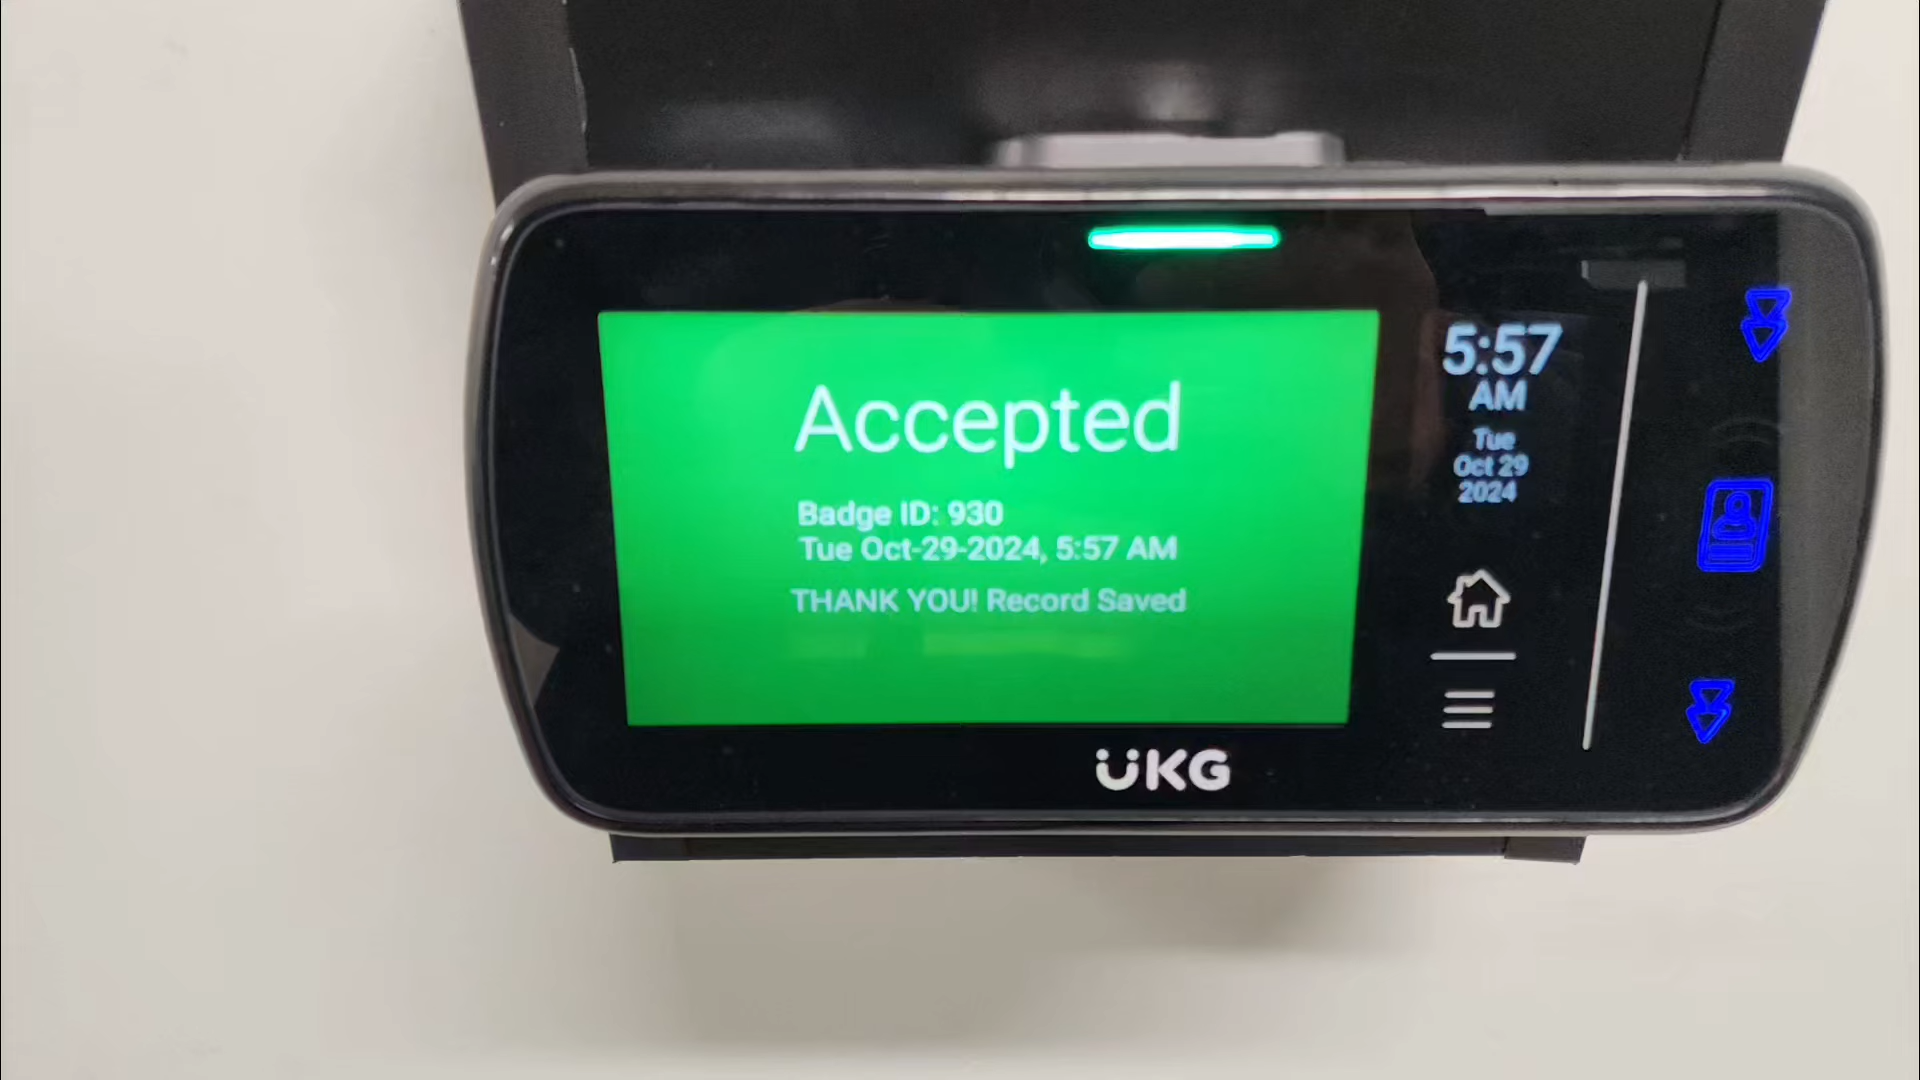 Accepted
Badge ID: 930
Tue Oct-29-2024, 5:57 AM
THANK YOU! Record Saved
5:57
AM
Tue
Oct 29
2024
UKG